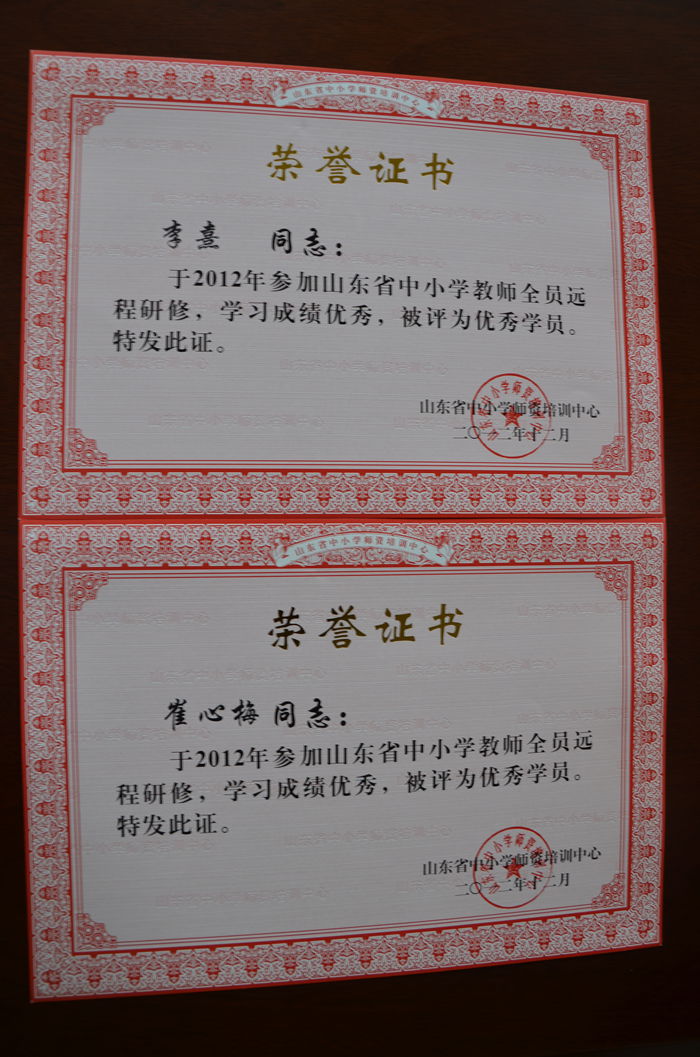 山东省中小学师资培训中心
荣誉证书
李熹 同志：
于2012年参加山东省中小学教师全员远
程研修，学习成绩优秀，被评为优秀学员。
特发此证。
山东省中小学师资培训中心
二〇一二年十二月
山东省中小学师资培训中心
荣誉证书
崔心梅 同志：
于2012年参加山东省中小学教师全员远
程研修，学习成绩优秀，被评为优秀学员。
特发此证。
山东省中小学师资培训中心
二〇一二年十二月